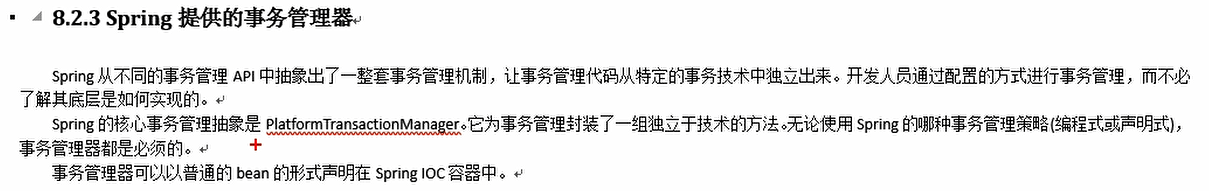 8.2.3 Spring 提供的事务管理器
Spring 从不同的事务管理 API 中抽象出了一整套事务管理机制，让事务管理代码从特定的事务技术中独立出来。开发人员通过配置的方式进行事务管理，而不必
了解其底层是如何实现的。
Spring 的核心事务管理抽象是 PlatformTransactionManager。它为事务管理封装了一组独立于技术的方法。无论使用 Spring 的哪种事务管理策略(编程式或声明式)，
事务管理器都是必须的。
事务管理器可以以普通的 bean 的形式声明在 Spring IOC 容器中。